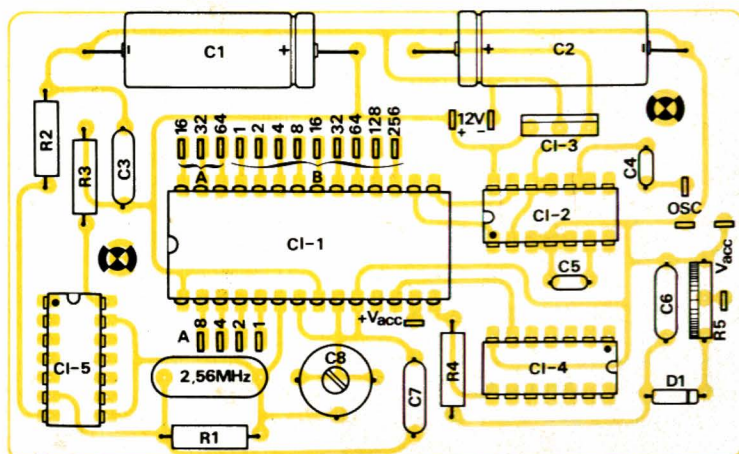 C1
C2
R2
R3
C3
16
32
64
1
2
4
8
16
32
64
128
256
A
B
12V
+ -
CI-3
C4
CI-2
OSC
CI-1
Vacc
C5
C6
R5
+Vacc
A
8
4
2
1
C8
R4
CI-4
CI-5
2,56MHz
C7
D1
R1